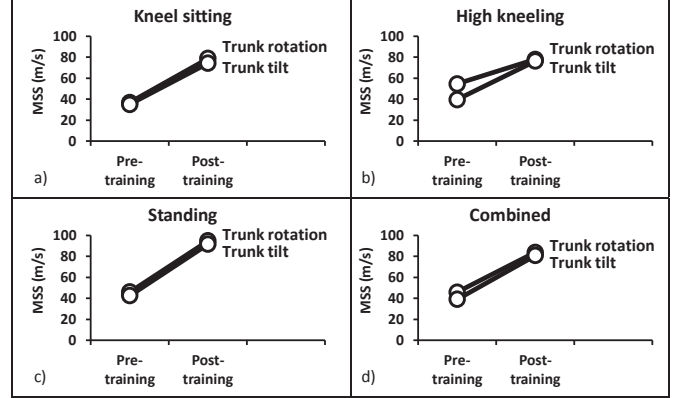 Kneel sitting
MSS (m/s)
100
80
60
40
20
0
Trunk rotation
Trunk tilt
Pre-
training
Post-
training
a)
High kneeling
MSS (m/s)
100
80
60
40
20
0
Trunk rotation
Trunk tilt
Pre-
training
Post-
training
b)
Standing
MSS (m/s)
100
80
60
40
20
0
Trunk rotation
Trunk tilt
Pre-
training
Post-
training
c)
Combined
MSS (m/s)
100
80
60
40
20
0
Trunk rotation
Trunk tilt
Pre-
training
Post-
training
d)